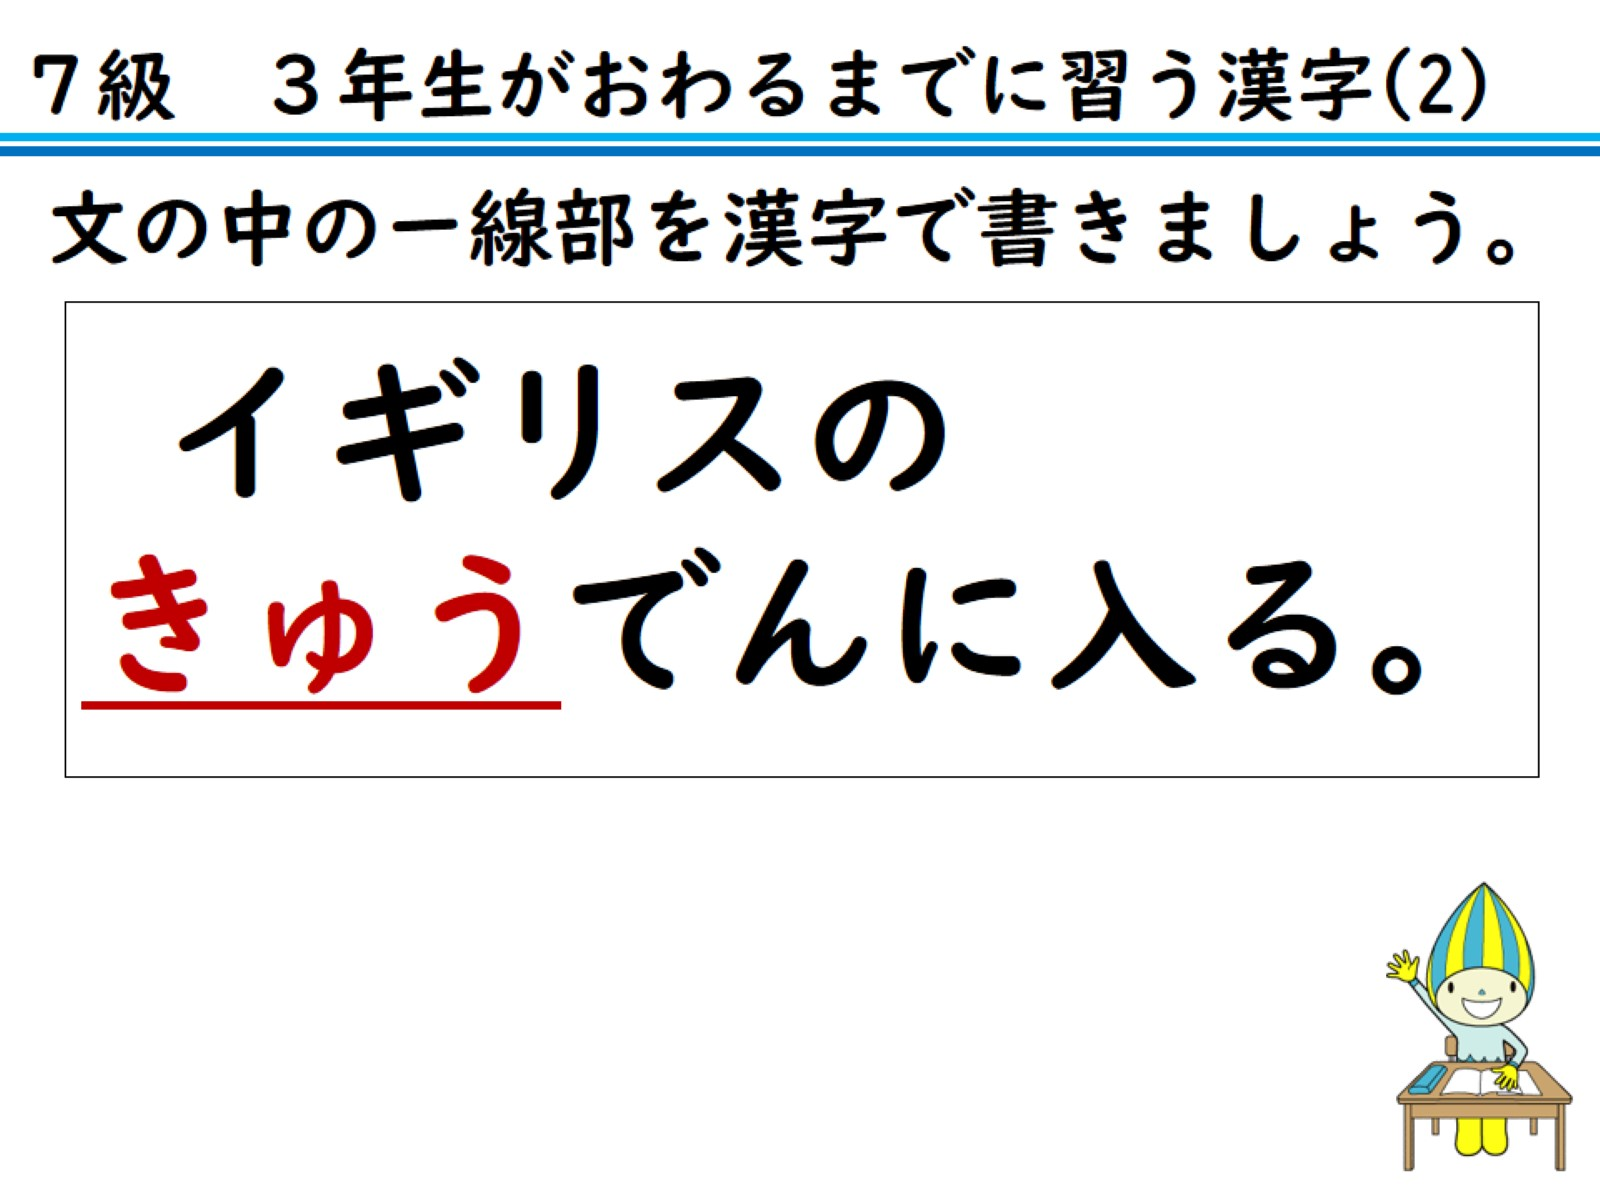 ７級　３年生がおわるまでに習う漢字(2)
文の中の一線部を漢字で書きましょう。
イギリスの
きゅうでんに入る。